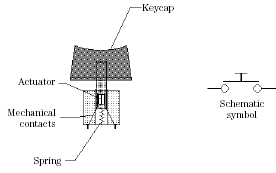 Keycap
Actuator
Mechanical
contacts
Spring
Schematic
symbol